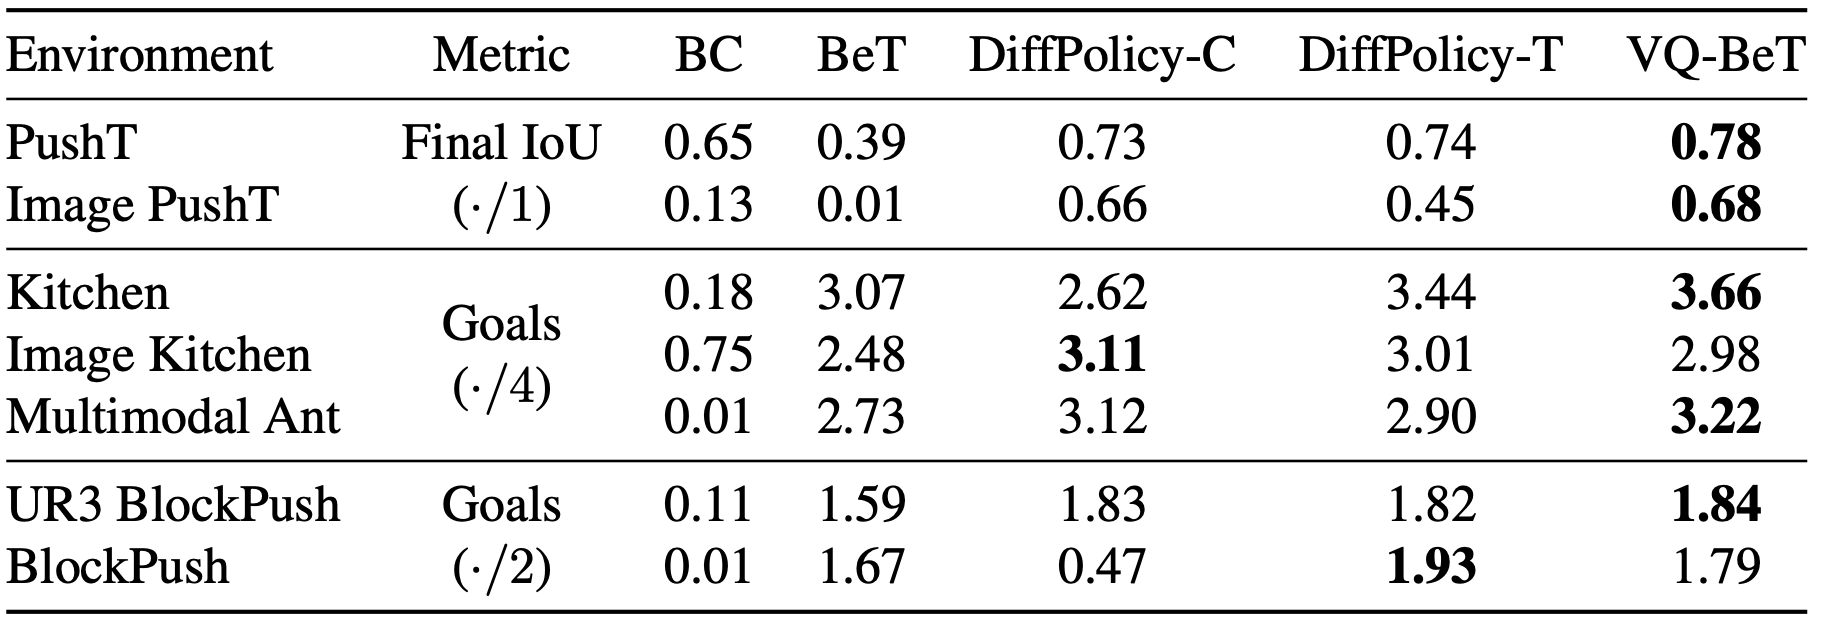 Environment Metric BC BeT DiffPolicy-C DiffPolicy-T VQ-BeT
PushT Final IoU 0.65 0.39 0.73 0.74 0.78
Image PushT (·/1) 0.13 0.01 0.66 0.45 0.68
Kitchen 0.18 3.07 2.62 3.44 3.66
Goals
Image Kitchen 0.75 2.48 3.11 3.01 2.98
(·/4)
Multimodal Ant 0.01 2.73 3.12 2.90 3.22
UR3 BlockPush Goals 0.11 1.59 1.83 1.82 1.84
BlockPush (·/2) 0.01 1.67 0.47 1.93 1.79